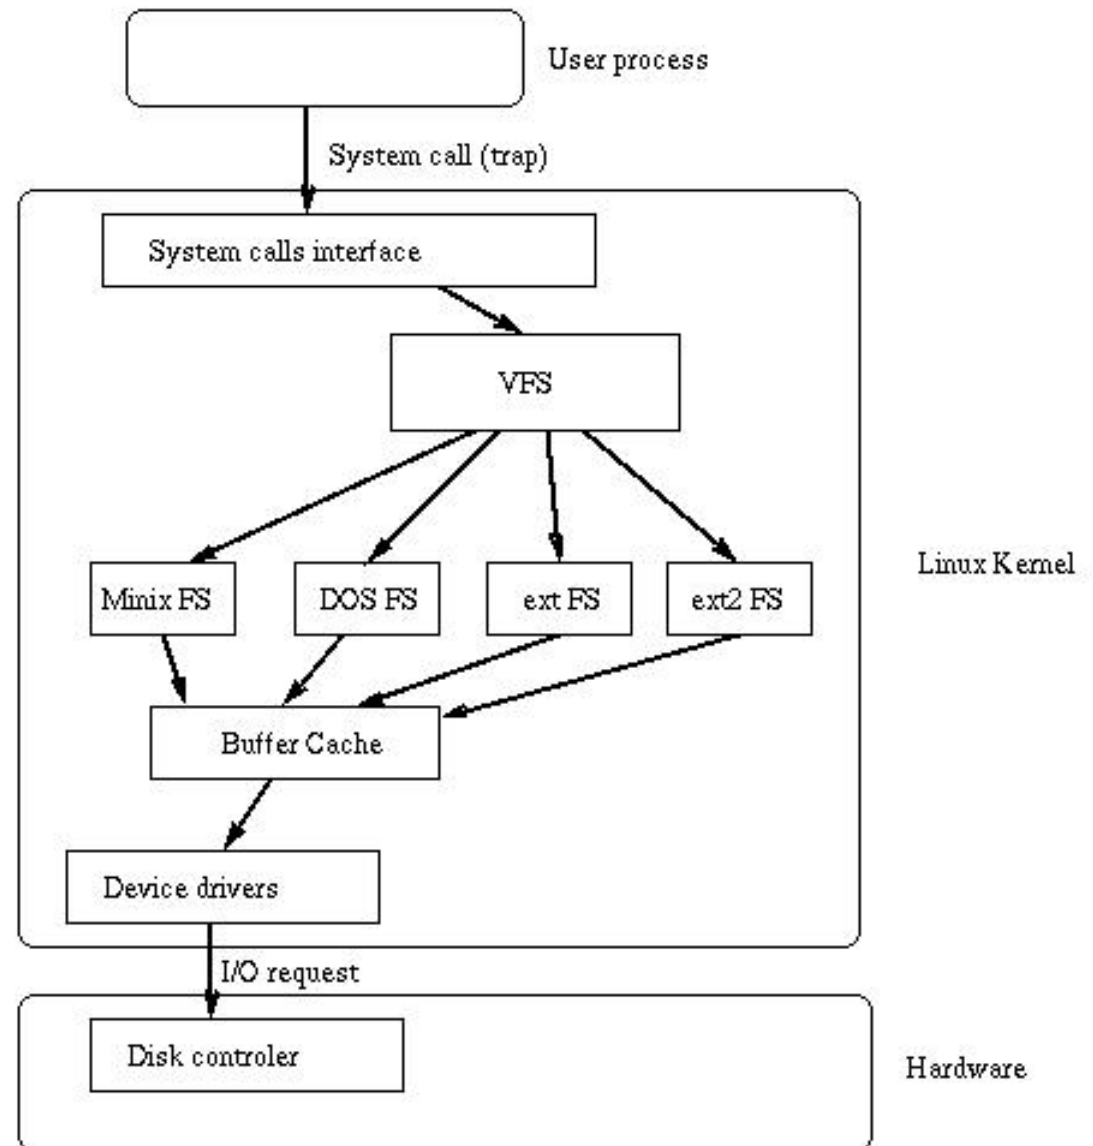 User process
System call (trap)
System calls interface
VFS
Linux Kernel
Minix FS
DOS FS
ext FS
ext2 FS
Buffer Cache
Device drivers
I/O request
Disk controler
Hardware